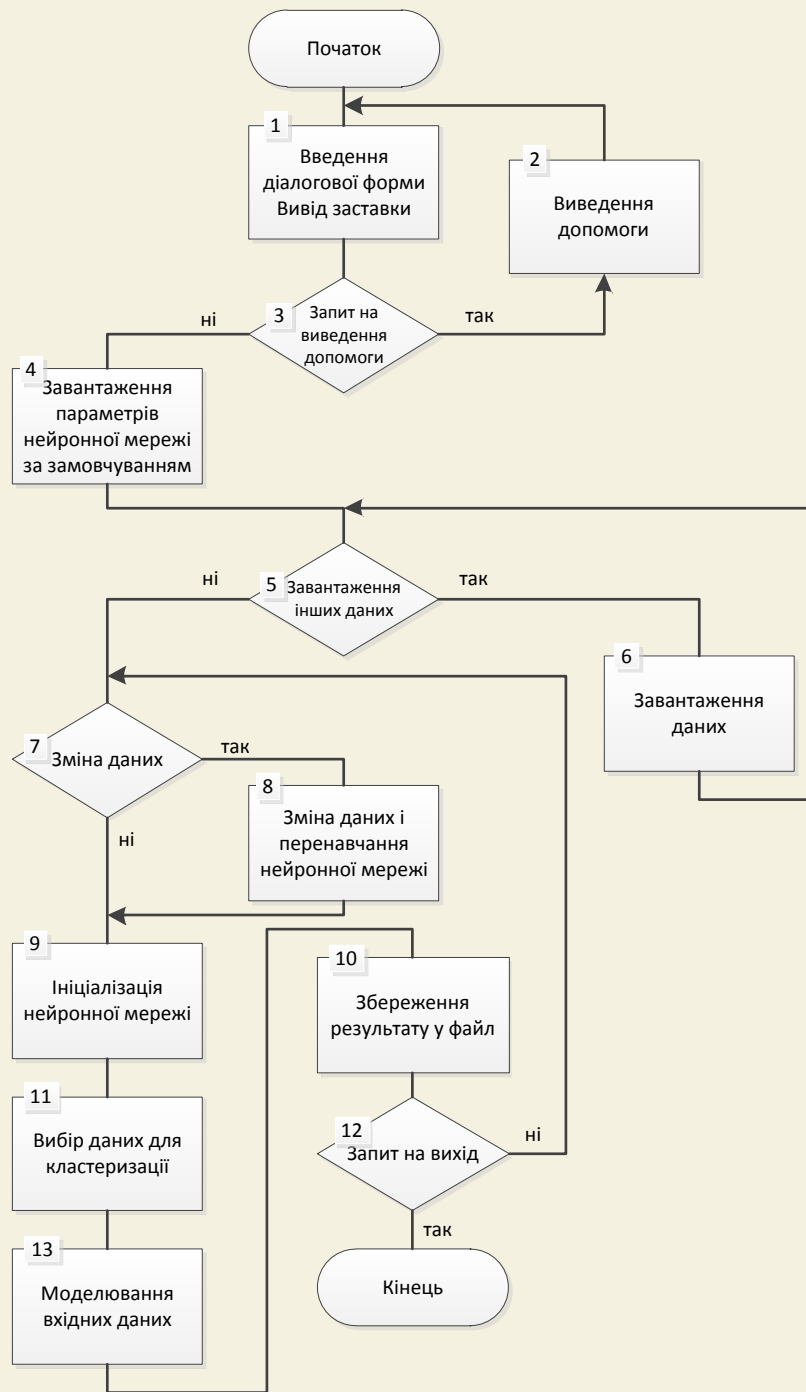 Початок
1
Введення
діалогової форми
Вивід заставки
2
Виведення
допомоги
3
Запит на
виведення
допомоги
ні
так
4
Завантаження
параметрів
нейронної мережі
за замовчуванням
5
Завантаження
інших даних
ні
так
6
Завантаження
даних
7
Зміна даних
так
ні
8
Зміна даних і
перенавчання
нейронної мережі
9
Ініціалізація
нейронної мережі
10
Збереження
результату у файл
11
Вибір даних для
кластеризації
12
Запит на вихід
ні
так
13
Моделювання
вхідних даних
Кінець